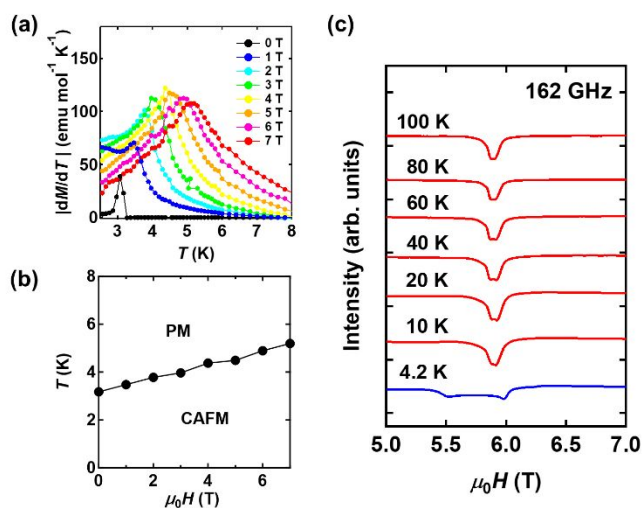 (a)
|dM/dT | (emu mol⁻¹ K⁻¹)
150
100
50
0
0 T
1 T
2 T
3 T
4 T
5 T
6 T
7 T
3 4 5 6 7 8
T (K)
(b)
T (K)
8
6
4
2
0
PM
CAFM
0 2 4 6
μ₀H (T)
(c)
Intensity (arb. units)
162 GHz
100 K
80 K
60 K
40 K
20 K
10 K
4.2 K
5.0 5.5 6.0 6.5 7.0
μ₀H (T)